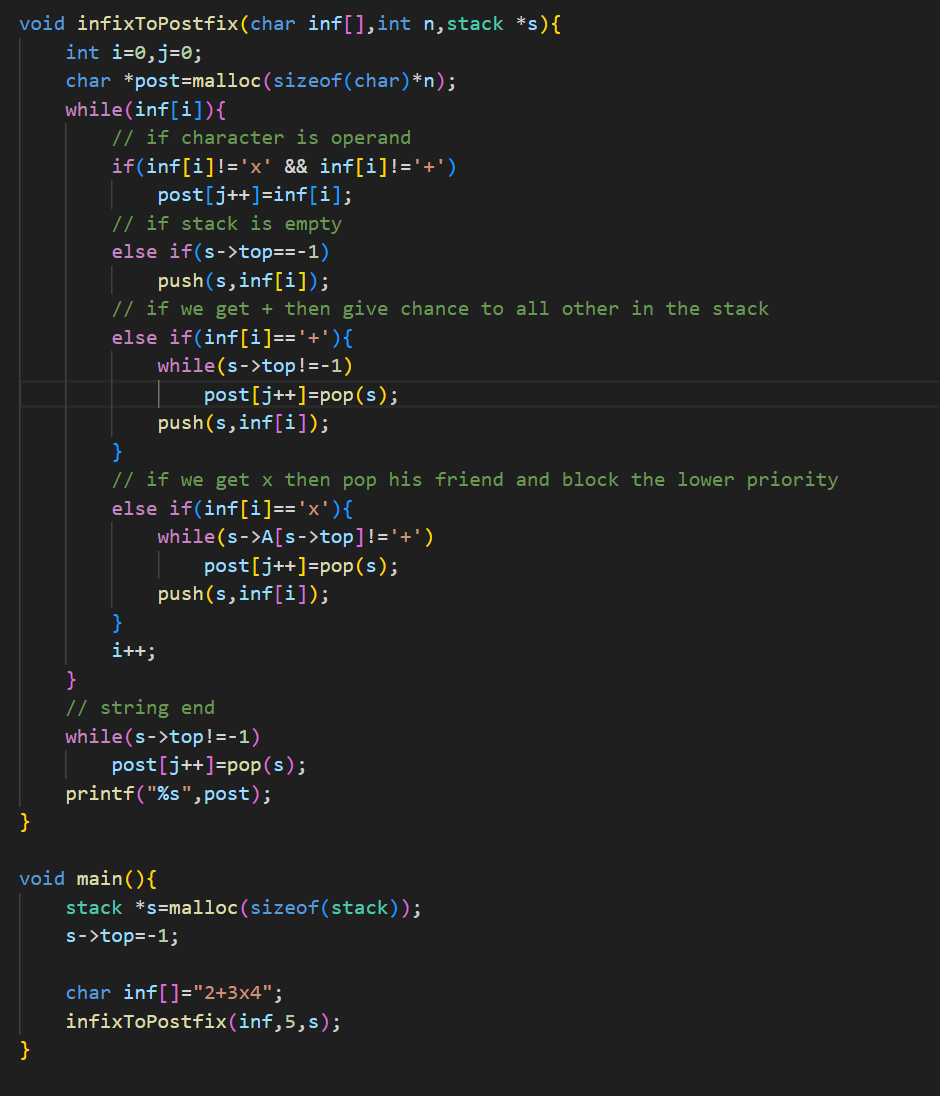 void infixToPostfix(char inf[],int n,stack *s){
    int i=0,j=0;
    char *post=malloc(sizeof(char)*n);
    while(inf[i]){
        // if character is operand
        if(inf[i]!='x' && inf[i]!='+')
            post[j++]=inf[i];
        // if stack is empty
        else if(s->top==-1)
            push(s,inf[i]);
        // if we get + then give chance to all other in the stack
        else if(inf[i]=='+'){
            while(s->top!=-1)
                post[j++]=pop(s);
            push(s,inf[i]);
        }
        // if we get x then pop his friend and block the lower priority
        else if(inf[i]=='x'){
            while(s->A[s->top]!='+')
                post[j++]=pop(s);
            push(s,inf[i]);
        }
        i++;
    }
    // string end
    while(s->top!=-1)
        post[j++]=pop(s);
    printf("%s",post);
}

void main(){
    stack *s=malloc(sizeof(stack));
    s->top=-1;

    char inf[]="2+3x4";
    infixToPostfix(inf,5,s);
}